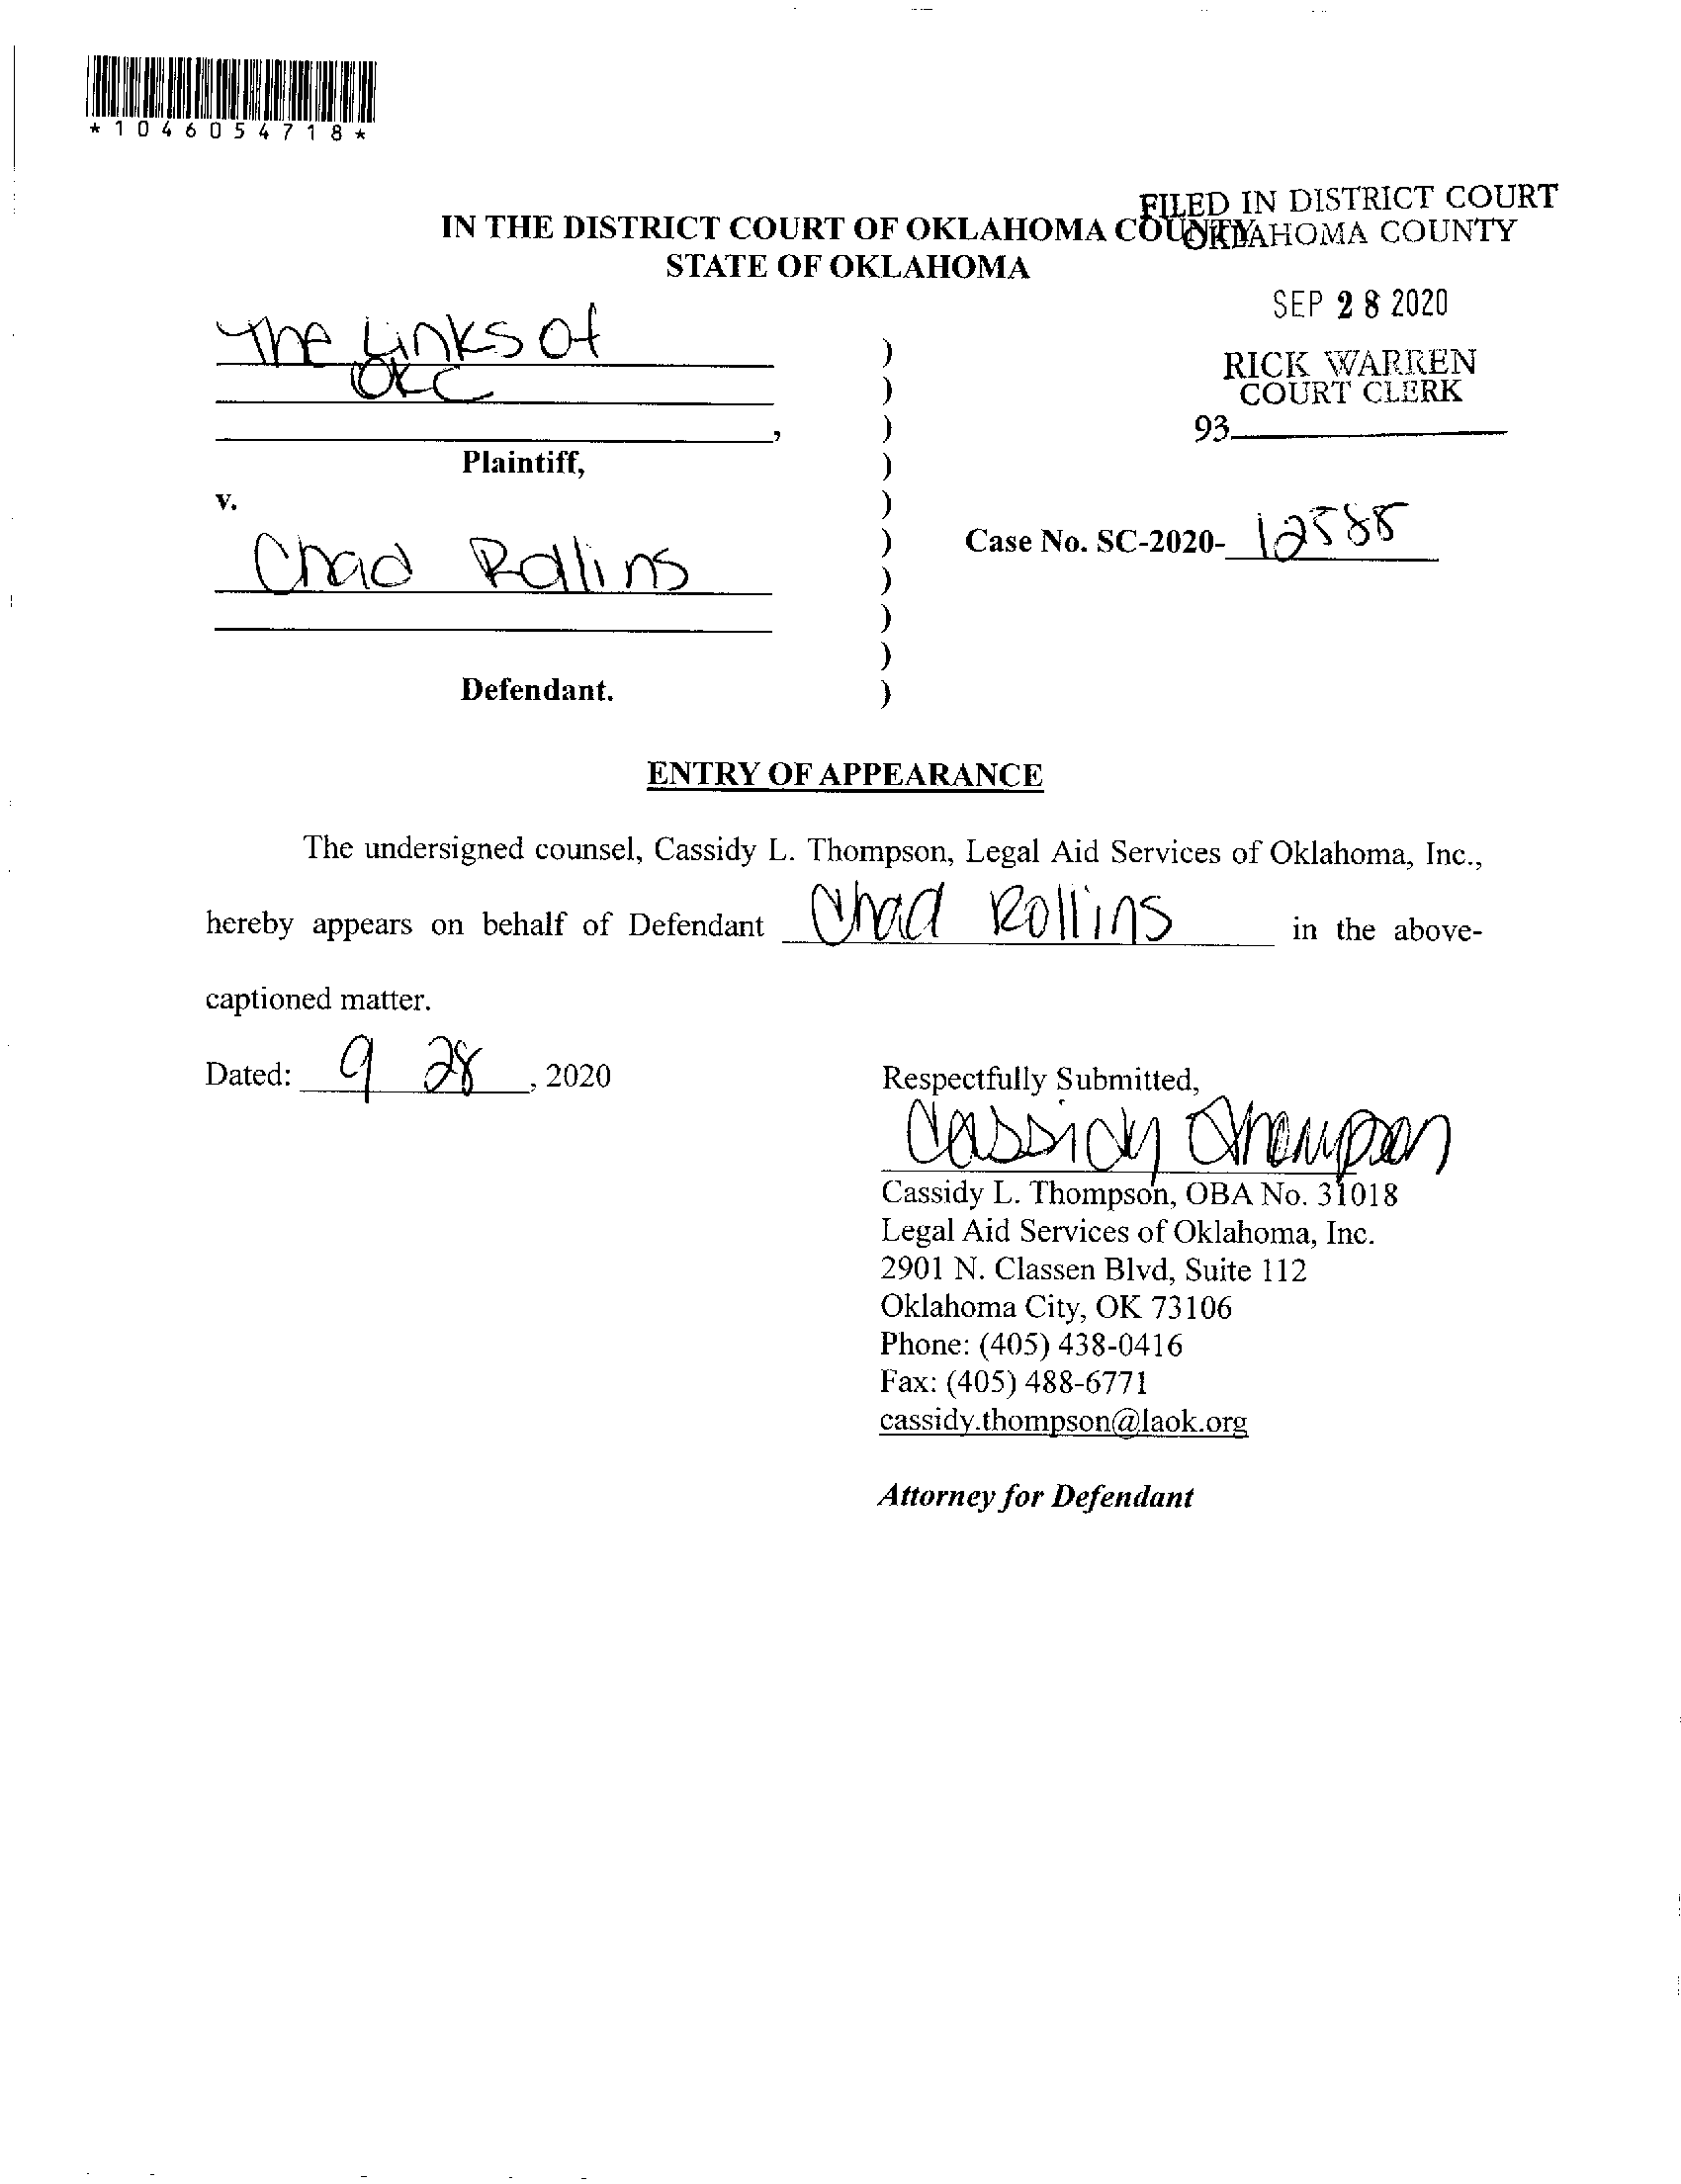 *1046054718*
FILED IN DISTRICT COURT
OKLAHOMA COUNTY
IN THE DISTRICT COURT OF OKLAHOMA COUNTY
STATE OF OKLAHOMA
SEP 28 2020
RICK WARREN
COURT CLERK
93
The Links of
OKC
,
Plaintiff,
v.
Case No. SC-2020- 12588
Chad Rollins
Defendant.
)
)
)
)
)
)
)
)
)
)
ENTRY OF APPEARANCE
The undersigned counsel, Cassidy L. Thompson, Legal Aid Services of Oklahoma, Inc.,
hereby appears on behalf of Defendant Chad Rollins in the above-
captioned matter.
Dated: 9 28, 2020
Respectfully Submitted,
Cassidy Thompson
Cassidy L. Thompson, OBA No. 31018
Legal Aid Services of Oklahoma, Inc.
2901 N. Classen Blvd, Suite 112
Oklahoma City, OK 73106
Phone: (405) 438-0416
Fax: (405) 488-6771
cassidy.thompson@laok.org
Attorney for Defendant